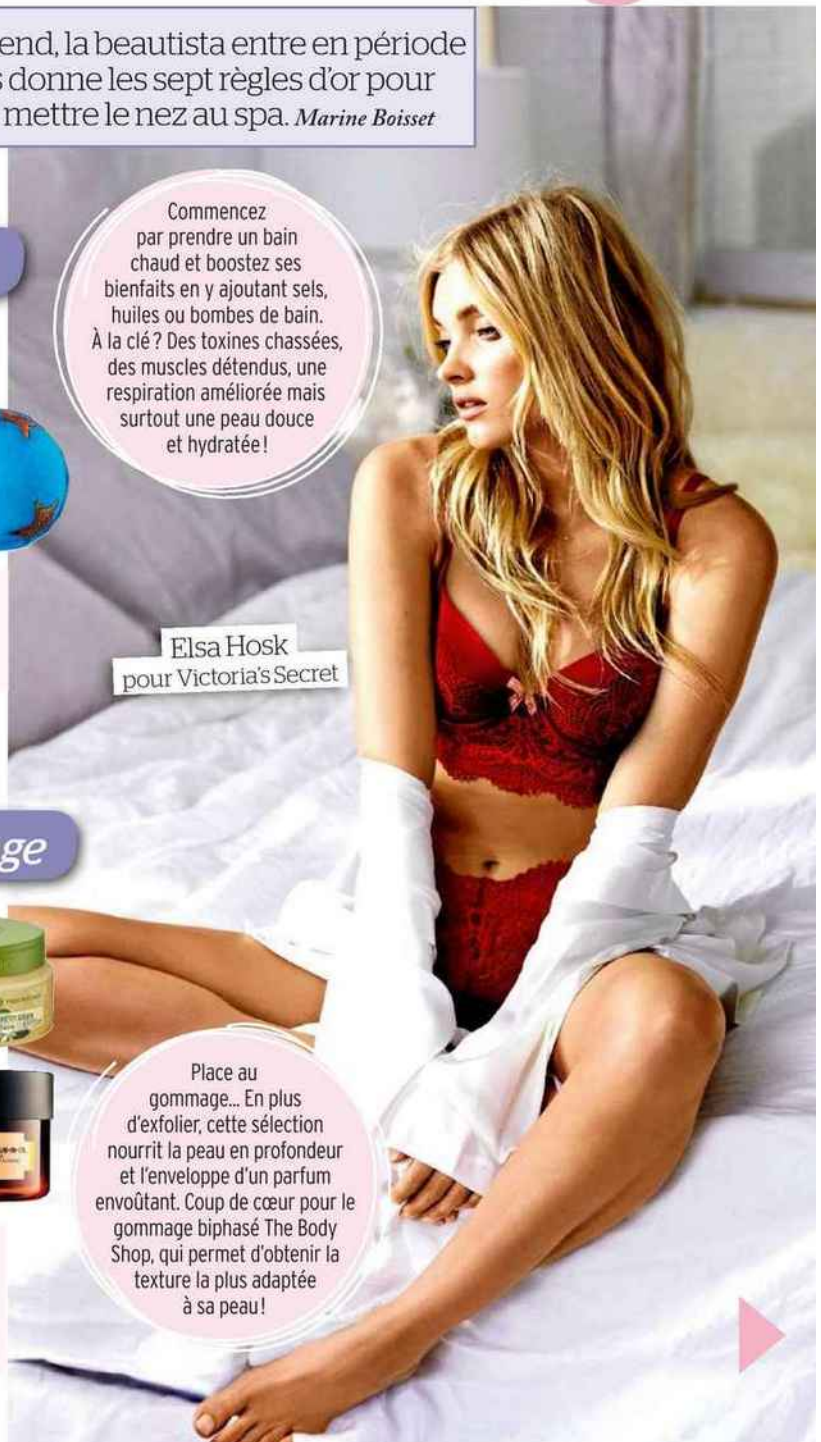 end, la beautista entre en période
donne les sept règles d'or pour
mettre le nez au spa. Marine Boisset
Commencez
par prendre un bain
chaud et boostez ses
bienfaits en y ajoutant sels,
huiles ou bombes de bain.
À la clé ? Des toxines chassées,
des muscles détendus, une
respiration améliorée mais
surtout une peau douce
et hydratée !
Elsa Hosk
pour Victoria's Secret
ge
Place au
gommage... En plus
d'exfolier, cette sélection
nourrit la peau en profondeur
et l'enveloppe d'un parfum
envoûtant. Coup de cœur pour le
gommage biphasé The Body
Shop, qui permet d'obtenir la
texture la plus adaptée
à sa peau !